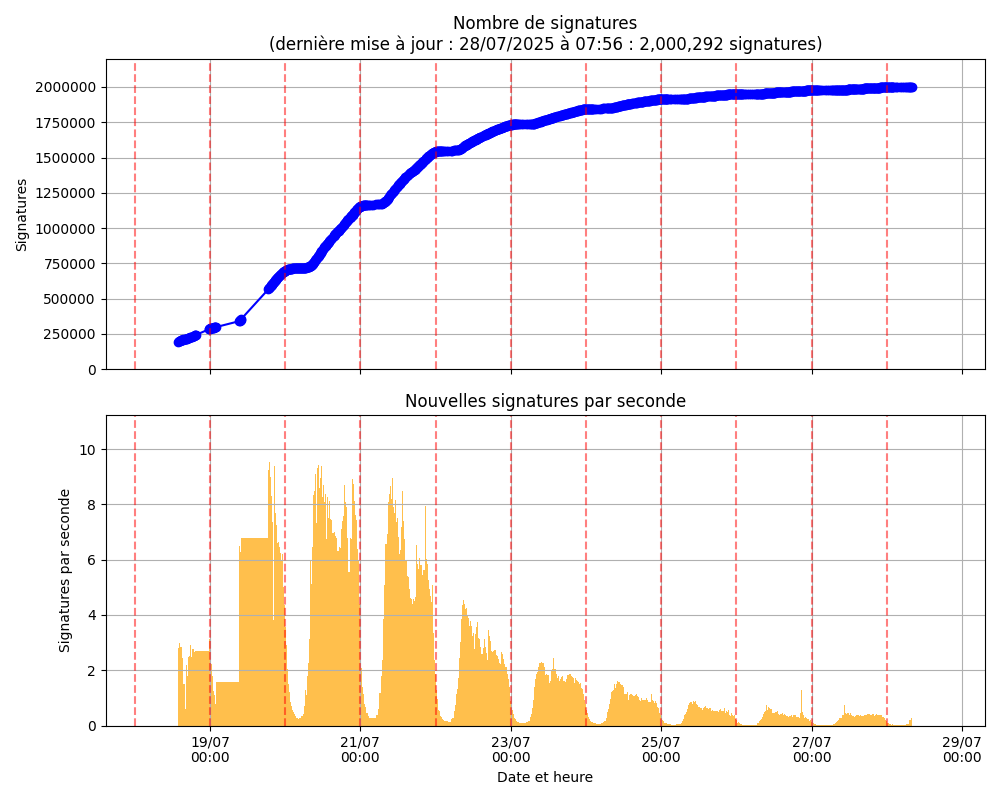 Nombre de signatures
(dernière mise à jour : 28/07/2025 à 07:56 : 2,000,292 signatures)
2000000
1750000
1500000
1250000
1000000
750000
500000
250000
0
Signatures
Nouvelles signatures par seconde
10
8
6
4
2
0
Signatures par seconde
19/07 21/07 23/07 25/07 27/07 29/07
00:00 00:00 00:00 00:00 00:00 00:00
Date et heure